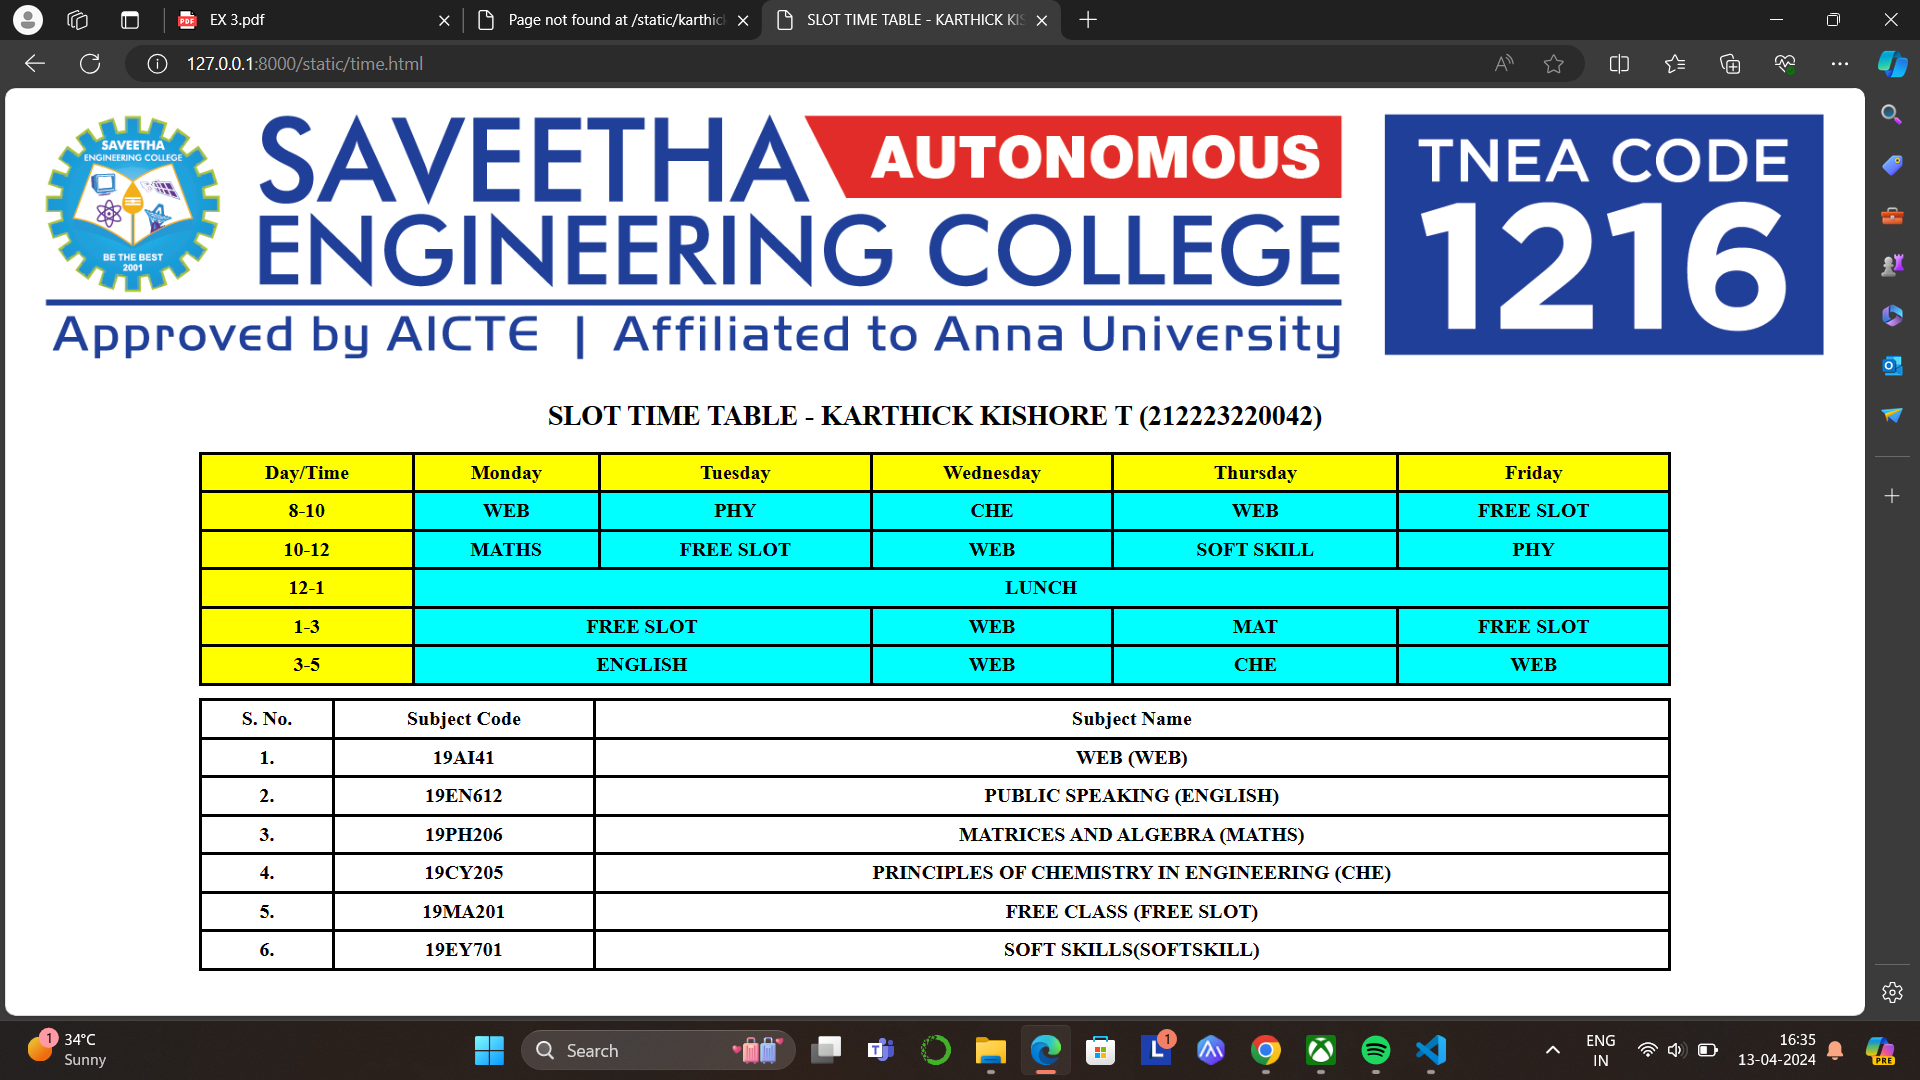 EX 3.pdf
Page not found at /static/karthick
SLOT TIME TABLE - KARTHICK KIS
127.0.0.1:8000/static/time.html
SAVEETHA
ENGINEERING COLLEGE
BE THE BEST
2001
SAVEETHA AUTONOMOUS
ENGINEERING COLLEGE
Approved by AICTE | Affiliated to Anna University
TNEA CODE
1216
SLOT TIME TABLE - KARTHICK KISHORE T (212223220042)
Day/Time Monday Tuesday Wednesday Thursday Friday
8-10 WEB PHY CHE WEB FREE SLOT
10-12 MATHS FREE SLOT WEB SOFT SKILL PHY
12-1 LUNCH
1-3 FREE SLOT WEB MAT FREE SLOT
3-5 ENGLISH WEB CHE WEB
S. No. Subject Code Subject Name
1. 19AI41 WEB (WEB)
2. 19EN612 PUBLIC SPEAKING (ENGLISH)
3. 19PH206 MATRICES AND ALGEBRA (MATHS)
4. 19CY205 PRINCIPLES OF CHEMISTRY IN ENGINEERING (CHE)
5. 19MA201 FREE CLASS (FREE SLOT)
6. 19EY701 SOFT SKILLS(SOFTSKILL)
1
34°C
Sunny
Search
1
ENG
IN
16:35
13-04-2024
PRE